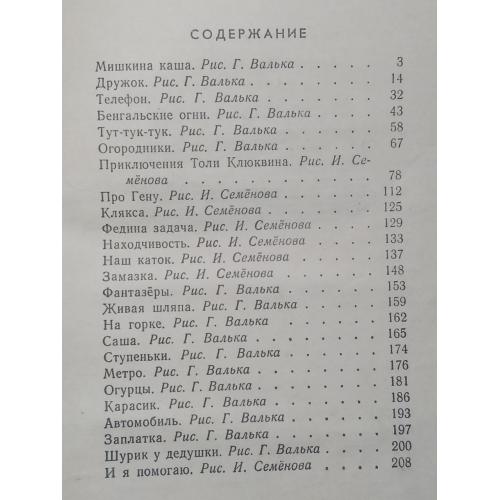 СОДЕРЖАНИЕ
Мишкина каша. Рис. Г. Валька . . . . . 3
Дружок. Рис. Г. Валька . . . . . . . . 14
Телефон. Рис. Г. Валька . . . . . . . 32
Бенгальские огни. Рис. Г. Валька . . . . 43
Тут-тук-тук. Рис. Г. Валька . . . . . . 58
Огородники. Рис. Г. Валька . . . . . . 67
Приключения Толи Клюквина. Рис. И. Се-
мёнова . . . . . . . . . . . 78
Про Гену. Рис. И. Семёнова . . . . . . 112
Клякса. Рис. И. Семёнова . . . . . . . 125
Федина задача. Рис. И. Семёнова . . . . 129
Находчивость. Рис. И. Семёнова . . . . 133
Наш каток. Рис. И. Семёнова . . . . . 137
Замазка. Рис. И. Семёнова . . . . . . 148
Фантазёры. Рис. Г. Валька . . . . . . 153
Живая шляпа. Рис. Г. Валька . . . . . 159
На горке. Рис. Г. Валька . . . . . . 162
Саша. Рис. Г. Валька . . . . . . . . 165
Ступеньки. Рис. Г. Валька . . . . . . 174
Метро. Рис. Г. Валька . . . . . . . 176
Огурцы. Рис. Г. Валька . . . . . . . 181
Карасик. Рис. Г. Валька . . . . . . . 186
Автомобиль. Рис. Г. Валька . . . . . . 193
Заплатка. Рис. Г. Валька . . . . . . 197
Шурик у дедушки. Рис. Г. Валька . . . . 200
И я помогаю. Рис. И. Семёнова . . . . . 208